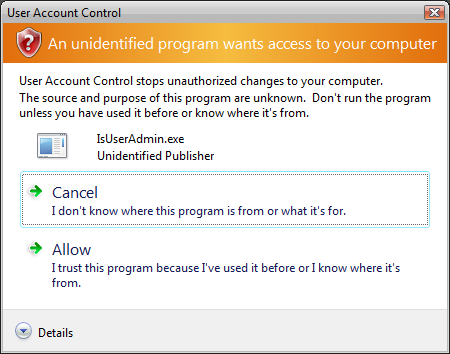 User Account Control
An unidentified program wants access to your computer
User Account Control stops unauthorized changes to your computer.
The source and purpose of this program are unknown.  Don't run the program
unless you have used it before or know where it's from.
IsUserAdmin.exe
Unidentified Publisher
Cancel
I don't know where this program is from or what it's for.
Allow
I trust this program because I've used it before or I know where it's
from.
Details